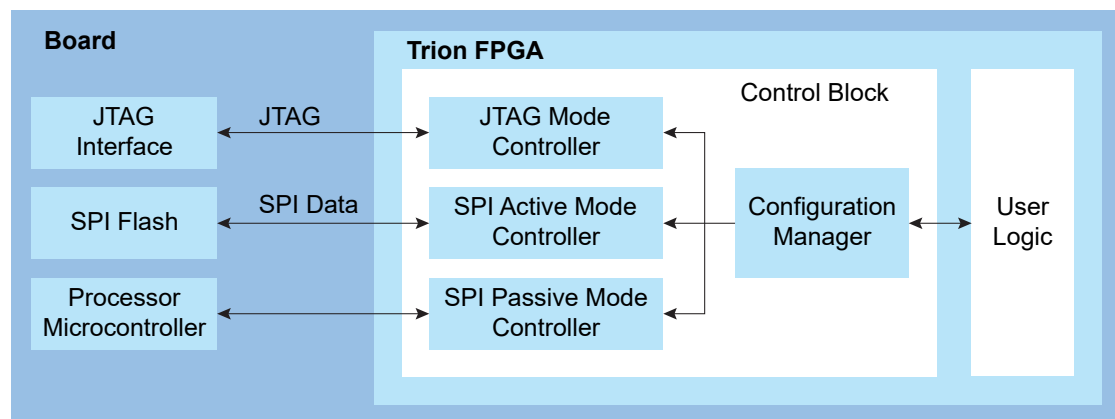 Board
Trion FPGA
Control Block
JTAG
Interface
JTAG
JTAG Mode
Controller
SPI Flash
SPI Data
SPI Active Mode
Controller
Configuration
Manager
User
Logic
Processor
Microcontroller
SPI Passive Mode
Controller